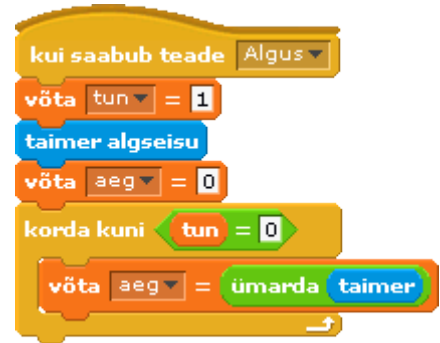 kui saabub teade Algus
võta tun = 1
taimer algseisu
võta aeg = 0
korda kuni tun = 0
võta aeg = ümarda taimer